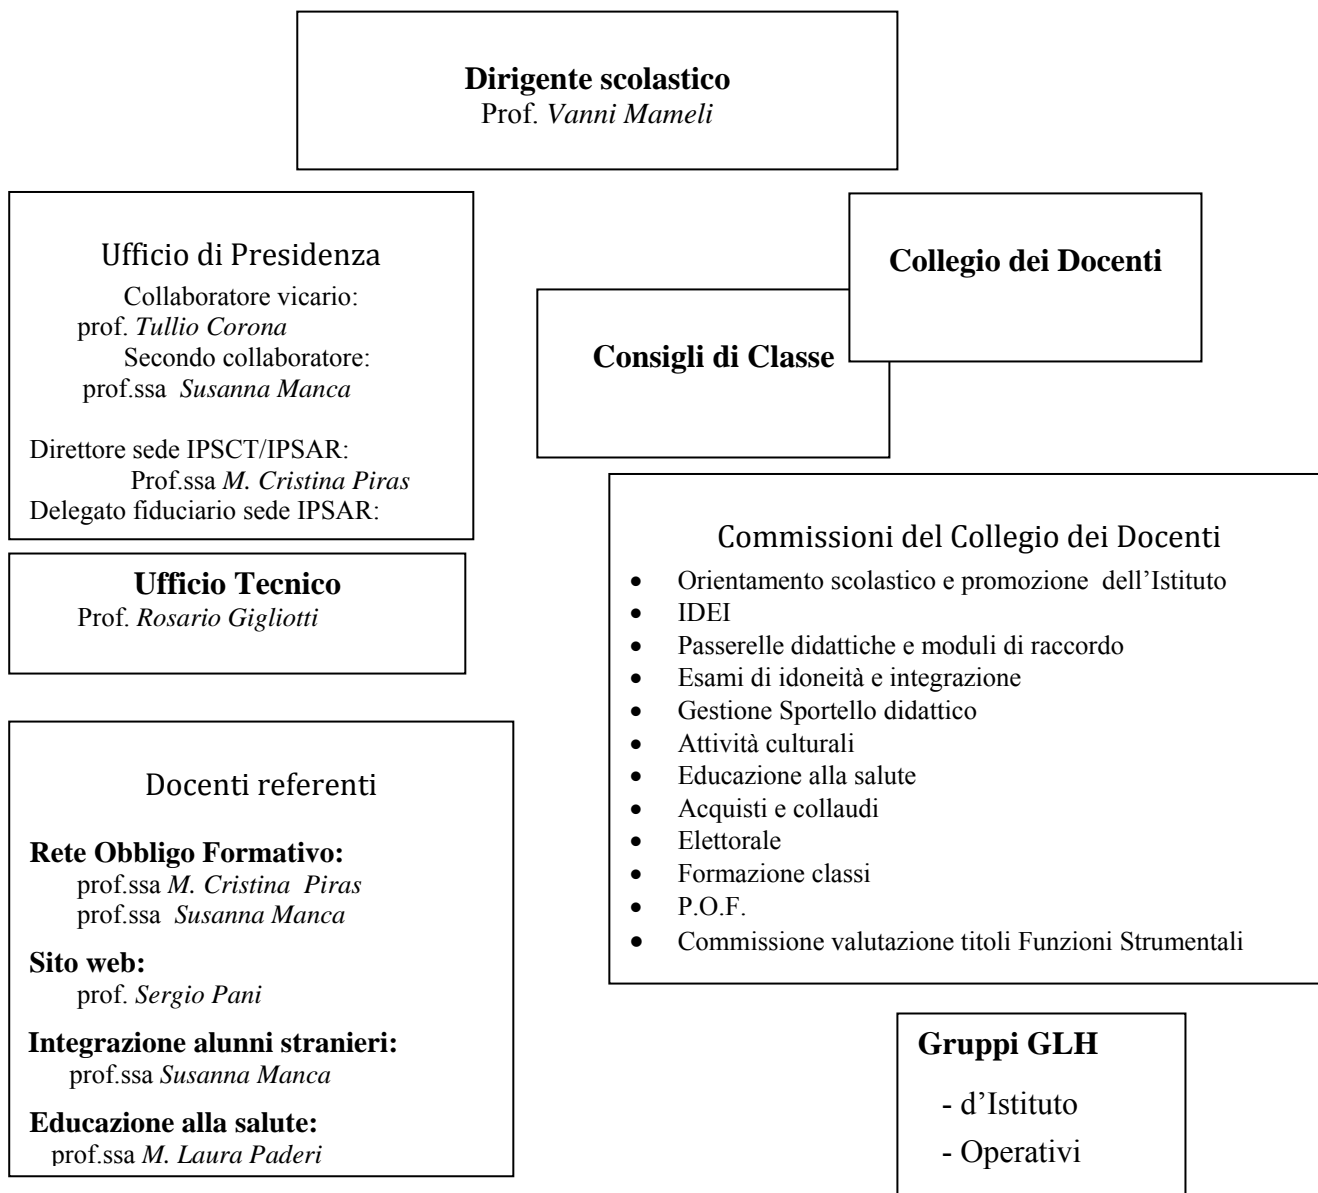 Dirigente scolastico
Prof. Vanni Mameli
Ufficio di Presidenza
Collaboratore vicario:
prof. Tullio Corona
Secondo collaboratore:
prof.ssa Susanna Manca
Direttore sede IPSCT/IPSAR:
Prof.ssa M. Cristina Piras
Delegato fiduciario sede IPSAR:
Collegio dei Docenti
Consigli di Classe
Ufficio Tecnico
Prof. Rosario Gigliotti
Commissioni del Collegio dei Docenti
• Orientamento scolastico e promozione dell’Istituto
• IDEI
• Passerelle didattiche e moduli di raccordo
• Esami di idoneità e integrazione
• Gestione Sportello didattico
• Attività culturali
• Educazione alla salute
• Acquisti e collaudi
• Elettorale
• Formazione classi
• P.O.F.
• Commissione valutazione titoli Funzioni Strumentali
Docenti referenti
Rete Obbligo Formativo:
prof.ssa M. Cristina Piras
prof.ssa Susanna Manca
Sito web:
prof. Sergio Pani
Integrazione alunni stranieri:
prof.ssa Susanna Manca
Educazione alla salute:
prof.ssa M. Laura Paderi
Gruppi GLH
- d’Istituto
- Operativi